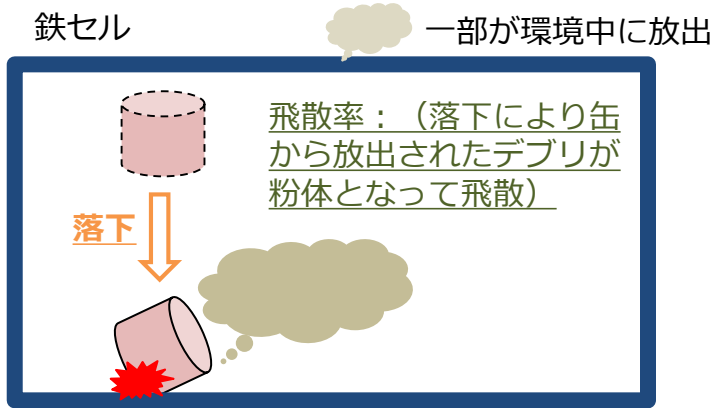 鉄セル
一部が環境中に放出
飛散率：（落下により缶
から放出されたデブリが
粉体となって飛散）
落下